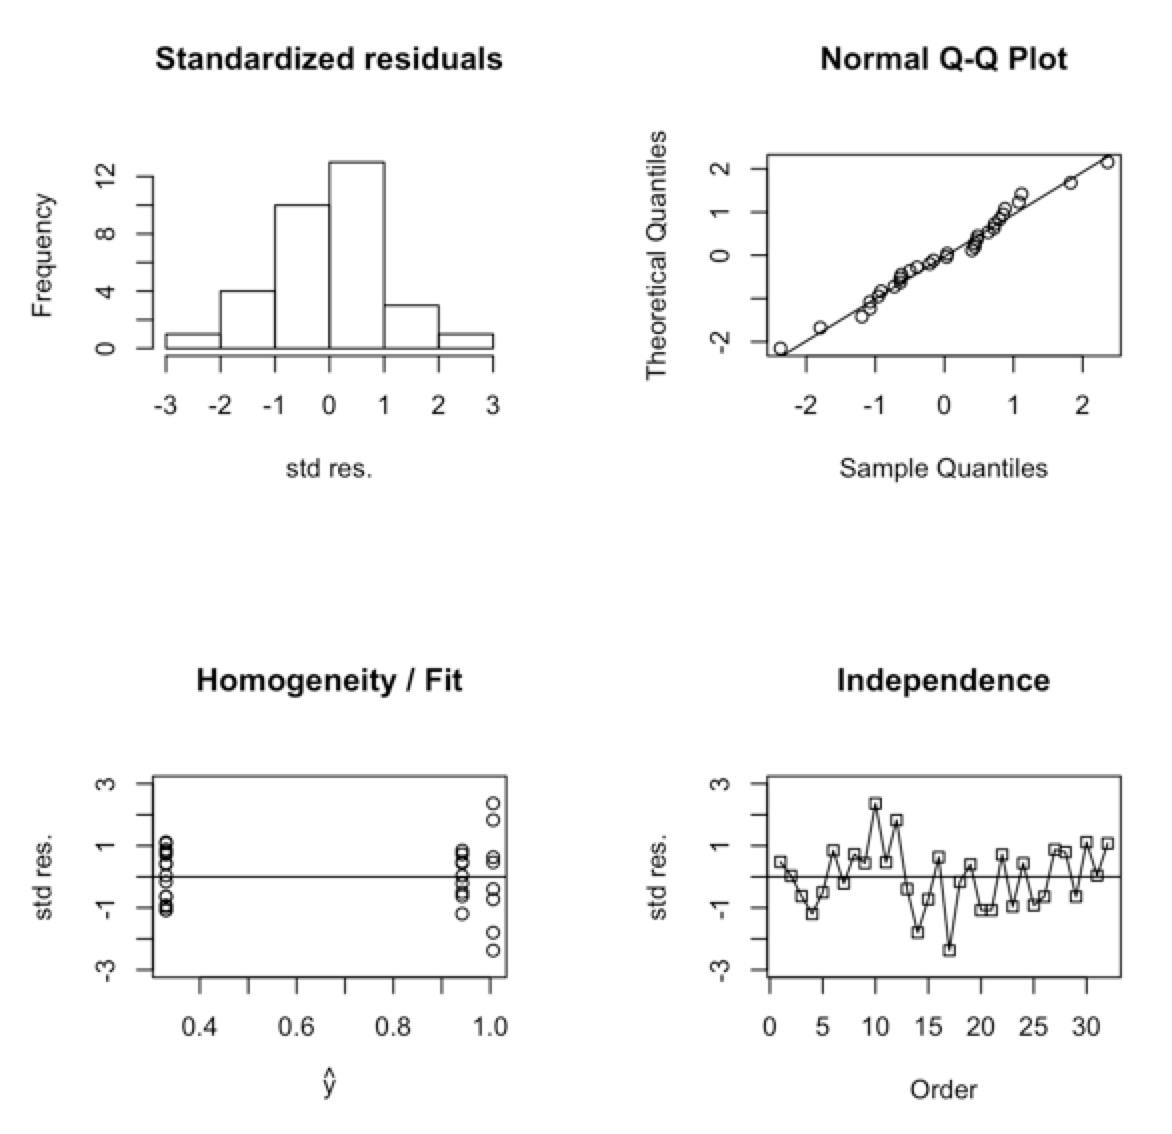 Standardized residuals
Frequency
12
8
4
0
-3 -2 -1 0 1 2 3
std res.
Normal Q-Q Plot
Theoretical Quantiles
2
1
0
-2
-2 -1 0 1 2
Sample Quantiles
Homogeneity / Fit
std res.
3
1
-1
-3
0.4 0.6 0.8 1.0
ŷ
Independence
std res.
3
1
-1
-3
0 5 10 15 20 25 30
Order